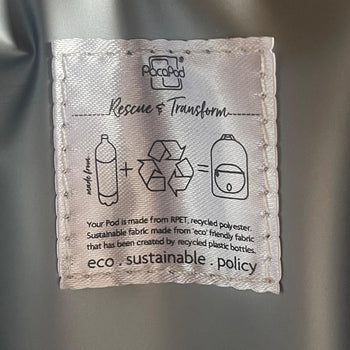 PacaPod
Rescue & Transform
made from
+
=
Your Pod is made from RPET, recycled polyester.
Sustainable fabric made from 'eco' friendly fabric
that has been created by recycled plastic bottles.
eco . sustainable . policy